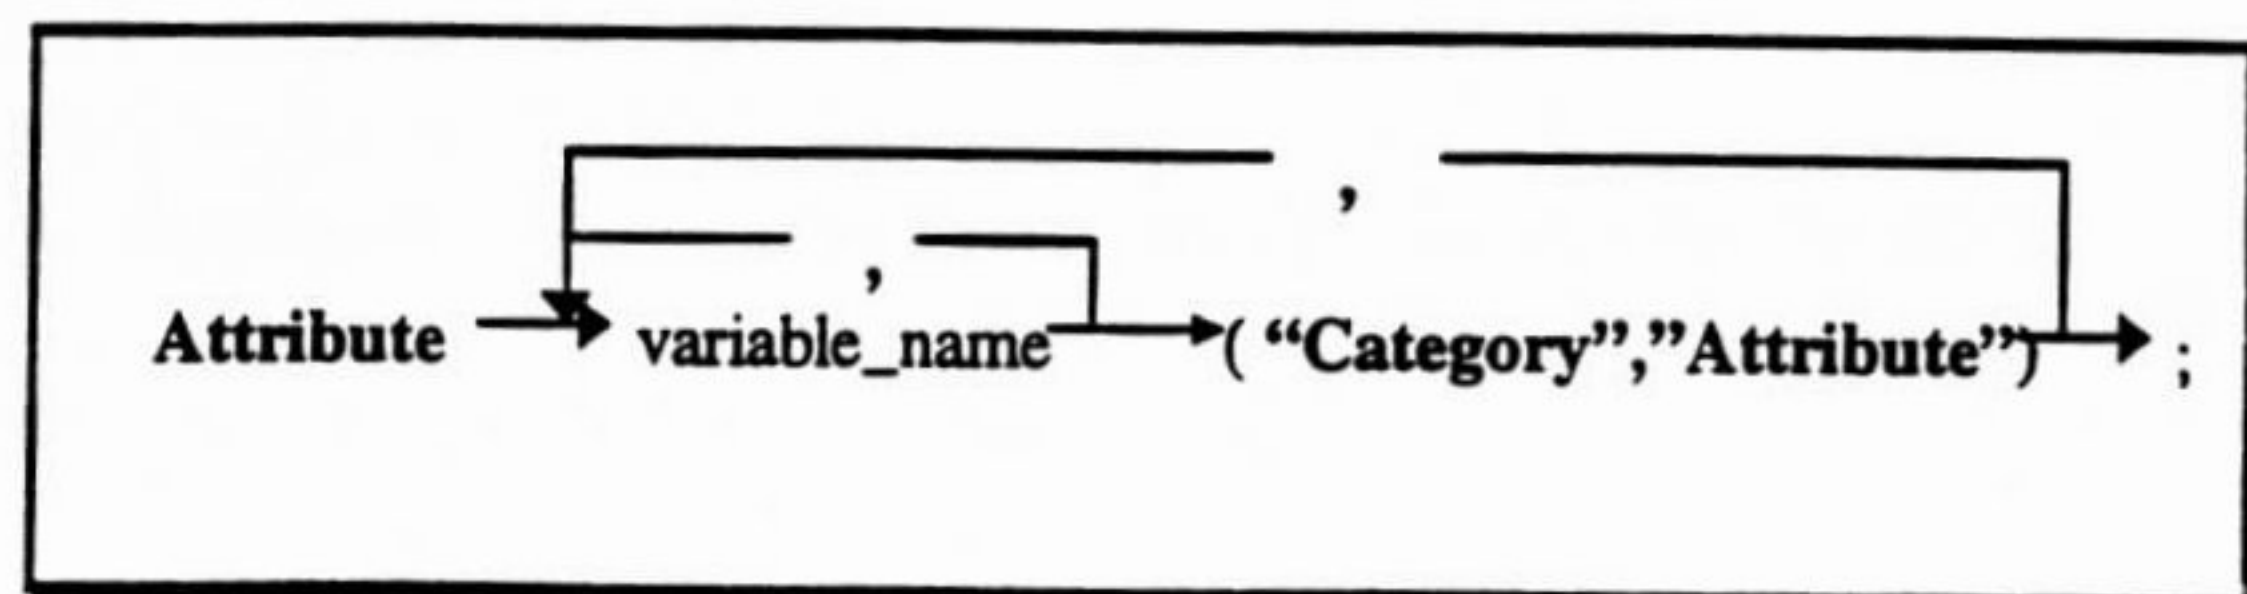 ,
,
Attribute variable_name ( “Category”,”Attribute”) ;